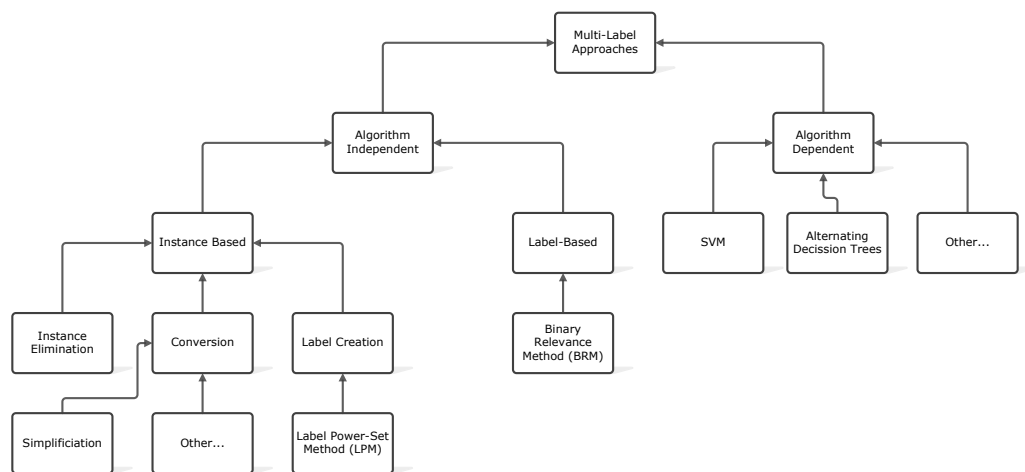 Multi-Label
Approaches
Algorithm
Independent
Algorithm
Dependent
Instance Based
Label-Based
SVM
Alternating
Decission Trees
Other...
Instance
Elimination
Conversion
Label Creation
Binary
Relevance
Method (BRM)
Simplificiation
Other...
Label Power-Set
Method (LPM)